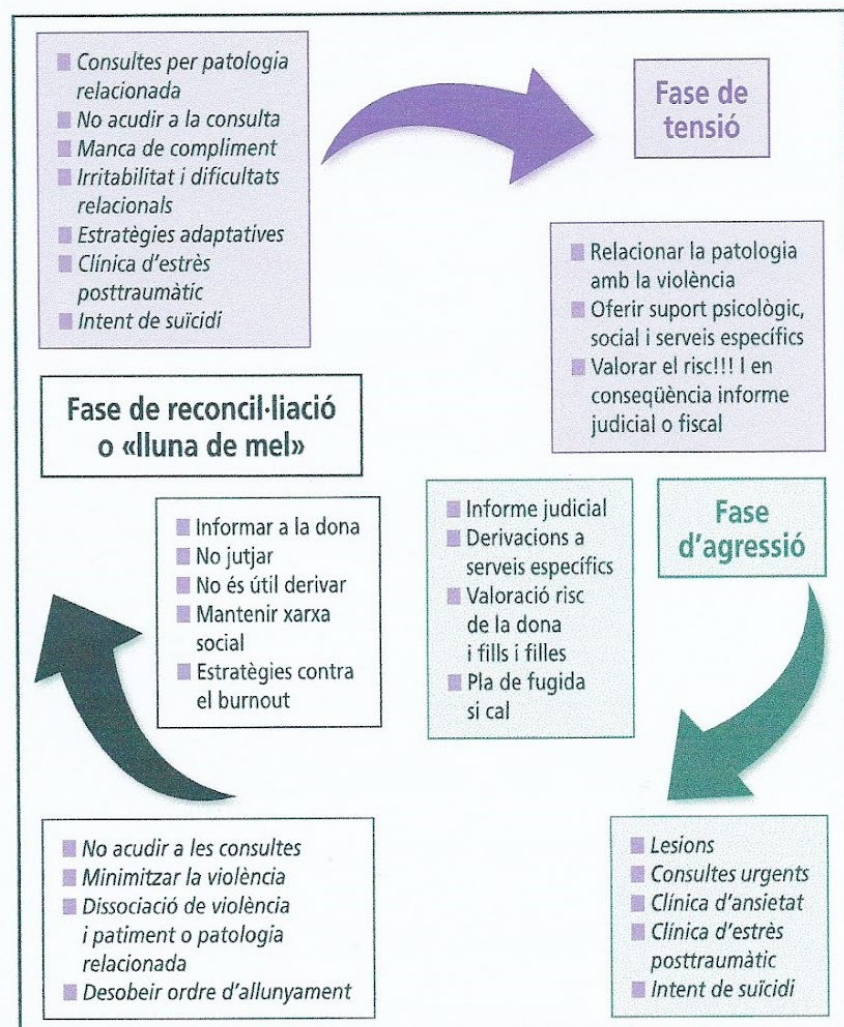 Consultes per patologia
relacionada
No acudir a la consulta
Manca de compliment
Irritabilitat i dificultats
relacionals
Estratègies adaptatives
Clínica d'estrès
posttraumàtic
Intent de suïcidi
Fase de
tensió
Relacionar la patologia
amb la violència
Oferir suport psicològic,
social i serveis específics
Valorar el risc!!! I en
conseqüència informe
judicial o fiscal
Fase de reconcil·liació
o «lluna de mel»
Informar a la dona
No jutjar
No és útil derivar
Mantenir xarxa
social
Estratègies contra
el burnout
Informe judicial
Derivacions a
serveis específics
Valoració risc
de la dona
i fills i filles
Pla de fugida
si cal
Fase
d'agressió
No acudir a les consultes
Minimitzar la violència
Dissociació de violència
i patiment o patologia
relacionada
Desobeir ordre d'allunyament
Lesions
Consultes urgents
Clínica d'ansietat
Clínica d'estrès
posttraumàtic
Intent de suïcidi